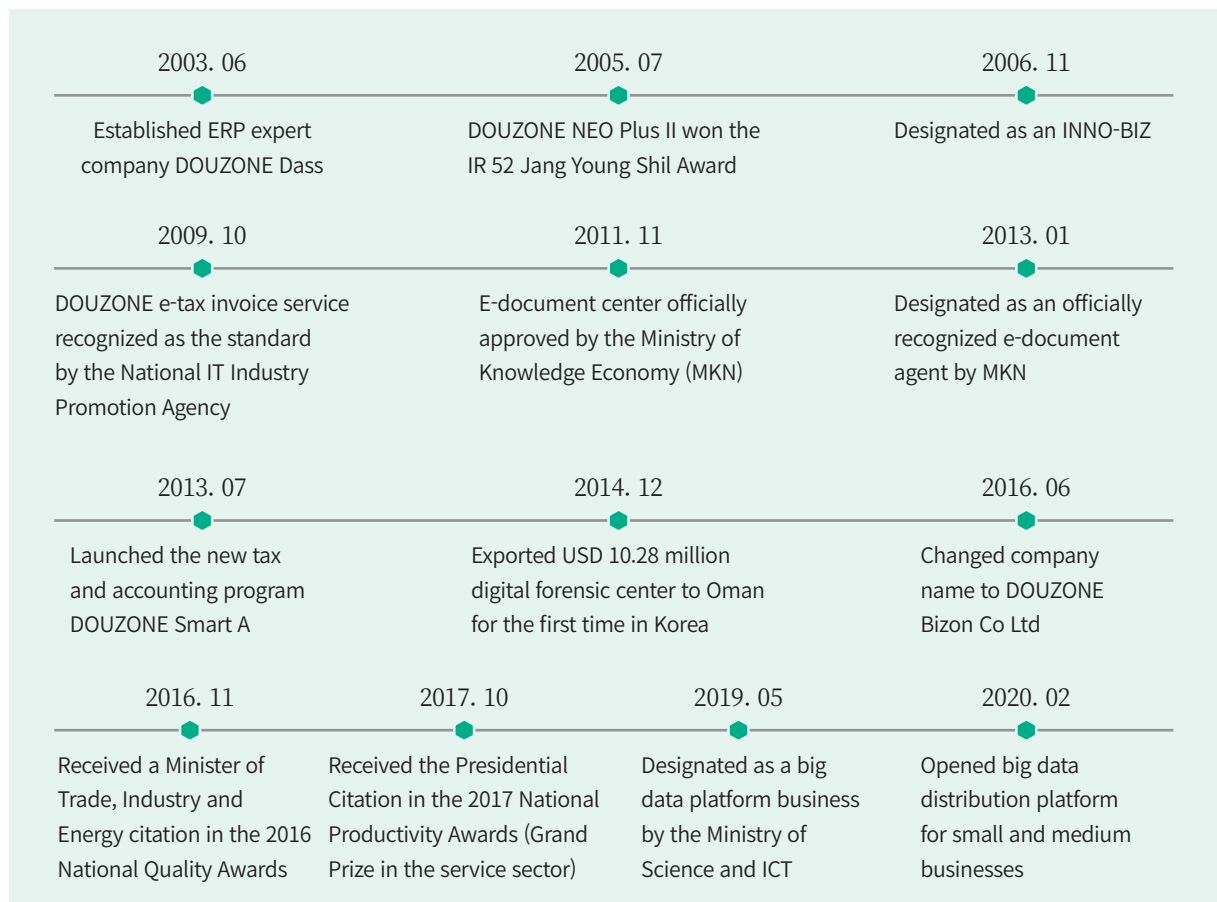 2003. 06
Established ERP expert
company DOUZONE Dass
2005. 07
DOUZONE NEO Plus II won the
IR 52 Jang Young Shil Award
2006. 11
Designated as an INNO-BIZ
2009. 10
DOUZONE e-tax invoice service
recognized as the standard
by the National IT Industry
Promotion Agency
2011. 11
E-document center officially
approved by the Ministry of
Knowledge Economy (MKN)
2013. 01
Designated as an officially
recognized e-document
agent by MKN
2013. 07
Launched the new tax
and accounting program
DOUZONE Smart A
2014. 12
Exported USD 10.28 million
digital forensic center to Oman
for the first time in Korea
2016. 06
Changed company
name to DOUZONE
Bizon Co Ltd
2016. 11
Received a Minister of
Trade, Industry and
Energy citation in the 2016
National Quality Awards
2017. 10
Received the Presidential
Citation in the 2017 National
Productivity Awards (Grand
Prize in the service sector)
2019. 05
Designated as a big
data platform business
by the Ministry of
Science and ICT
2020. 02
Opened big data
distribution platform
for small and medium
businesses